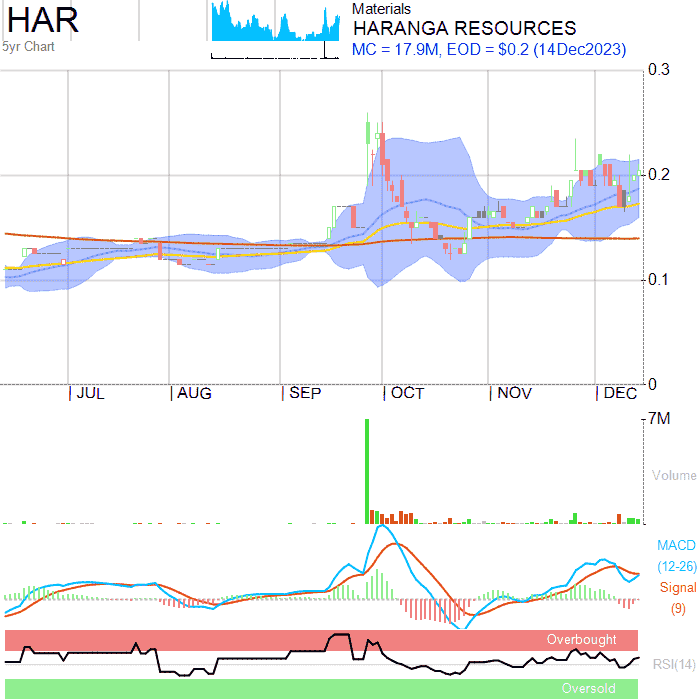 HAR
5yr Chart
Materials
HARANGA RESOURCES
MC = 17.9M, EOD = $0.2 (14Dec2023)
0.3
0.2
0.1
0
JUL
AUG
SEP
OCT
NOV
DEC
7M
Volume
MACD
(12-26)
Signal
(9)
Overbought
RSI(14)
Oversold